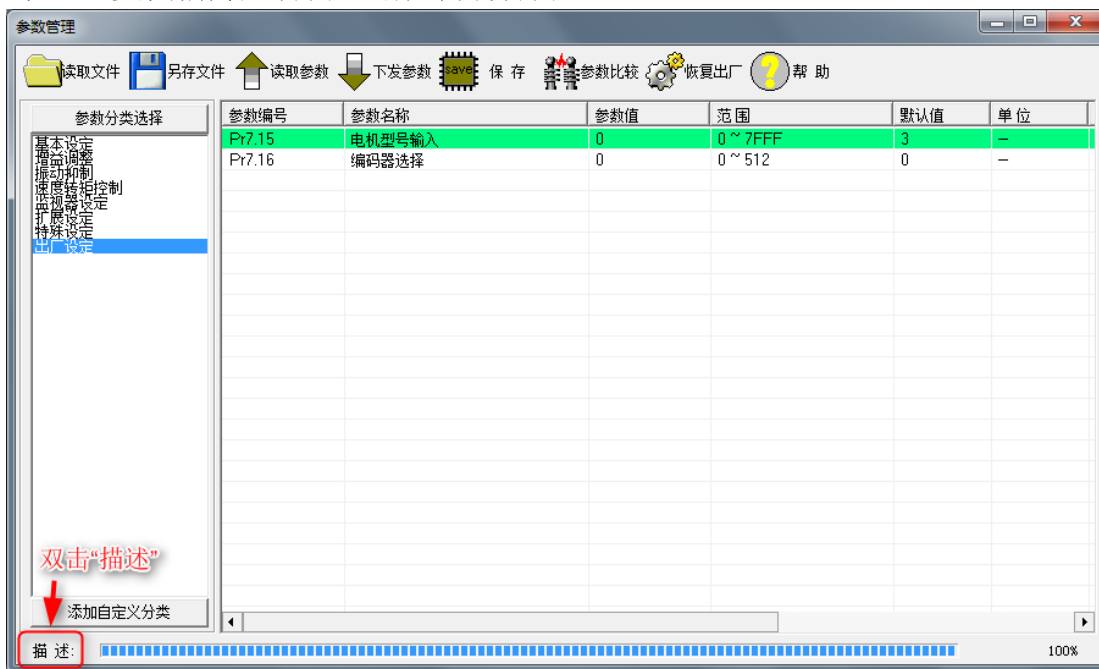 参数管理
读取文件 另存文件 读取参数 下发参数 save 保 存 参数比较 恢复出厂 帮 助
参数分类选择 参数编号 参数名称 参数值 范围 默认值 单位
Pr7.15 电机型号输入 0 0 ~ 7FFF 3 —
Pr7.16 编码器选择 0 0 ~ 512 0 —
基本设定
增益调整
振动抑制
速度转矩控制
监视器设定
扩展设定
特殊设定
出厂设定
双击“描述”
添加自定义分类
描 述: 100%